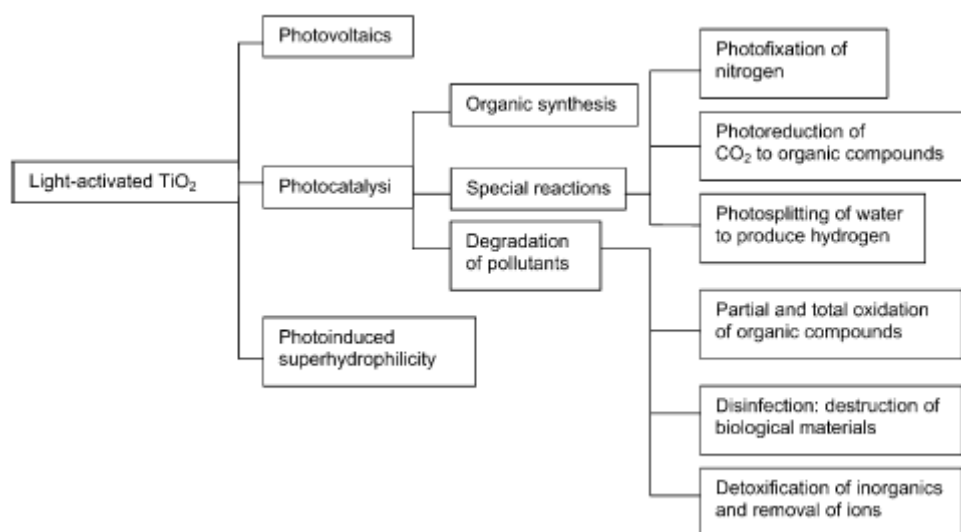 Light-activated TiO₂
Photovoltaics
Photocatalysi
Photoinduced
superhydrophilicity
Organic synthesis
Special reactions
Degradation
of pollutants
Photofixation of
nitrogen
Photoreduction of
CO₂ to organic compounds
Photosplitting of water
to produce hydrogen
Partial and total oxidation
of organic compounds
Disinfection: destruction of
biological materials
Detoxification of inorganics
and removal of ions